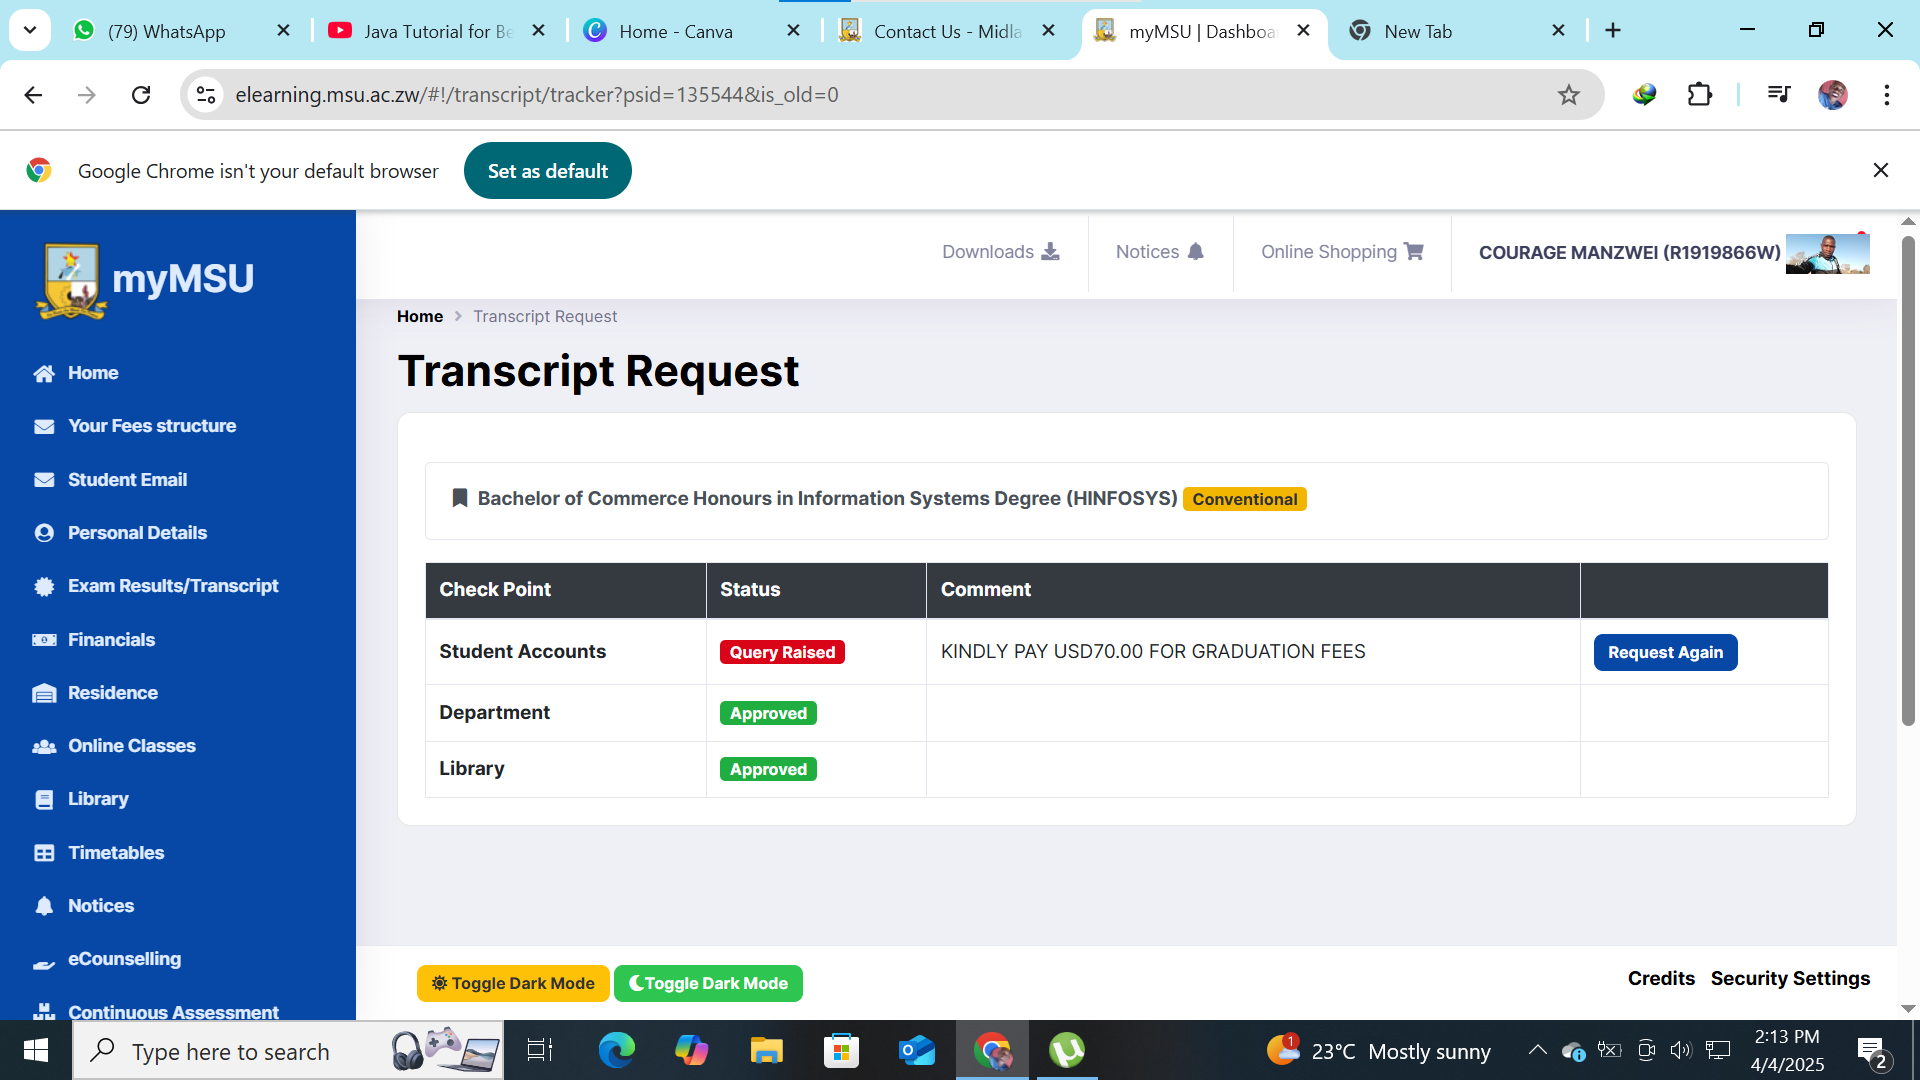 (79) WhatsApp
Java Tutorial for Be
Home - Canva
Contact Us - Midla
myMSU | Dashboa
New Tab
elearning.msu.ac.zw/#!/transcript/tracker?psid=135544&is_old=0
Google Chrome isn't your default browser
Set as default
myMSU
Downloads
Notices
Online Shopping
COURAGE MANZWEI (R1919866W)
Home
Your Fees structure
Student Email
Personal Details
Exam Results/Transcript
Financials
Residence
Online Classes
Library
Timetables
Notices
eCounselling
Continuous Assessment
Home > Transcript Request
Transcript Request
Bachelor of Commerce Honours in Information Systems Degree (HINFOSYS) Conventional
Check Point Status Comment
Student Accounts Query Raised KINDLY PAY USD70.00 FOR GRADUATION FEES Request Again
Department Approved
Library Approved
Toggle Dark Mode
Toggle Dark Mode
Credits
Security Settings
Type here to search
1
23°C Mostly sunny
2:13 PM
4/4/2025
2